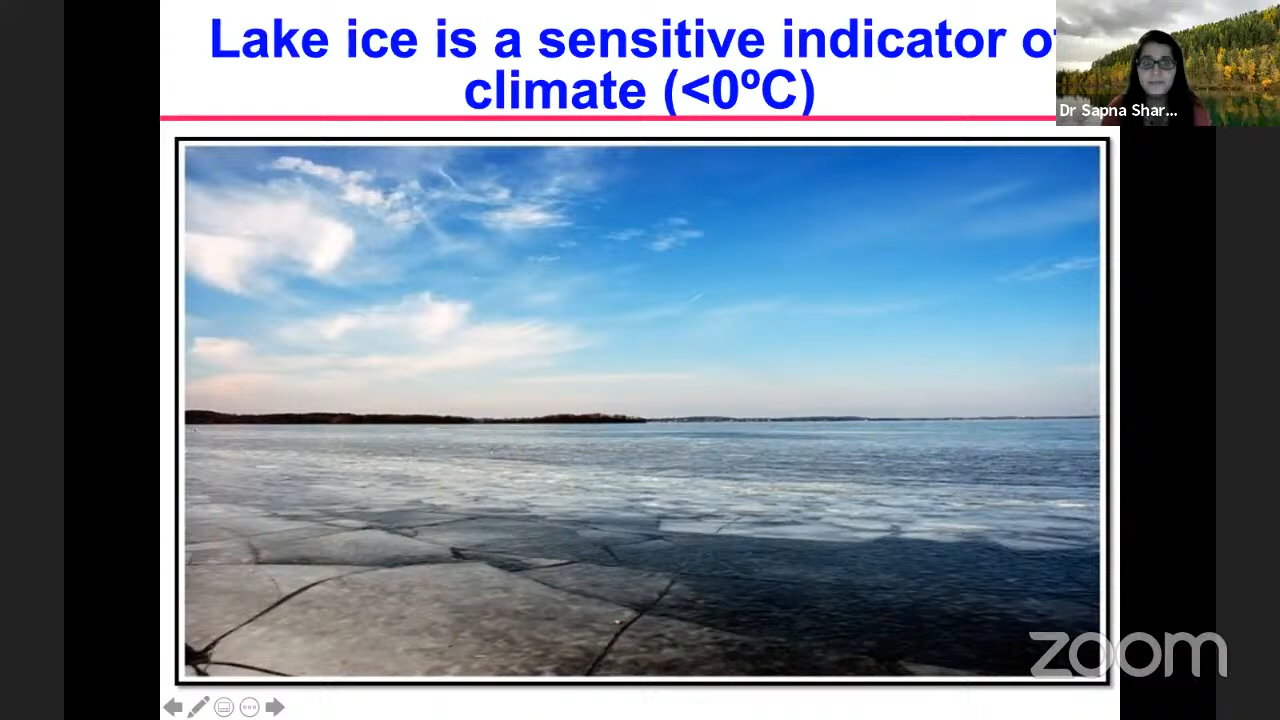 Lake ice is a sensitive indicator of
climate (<0ºC)
Dr Sapna Shar...
zoom